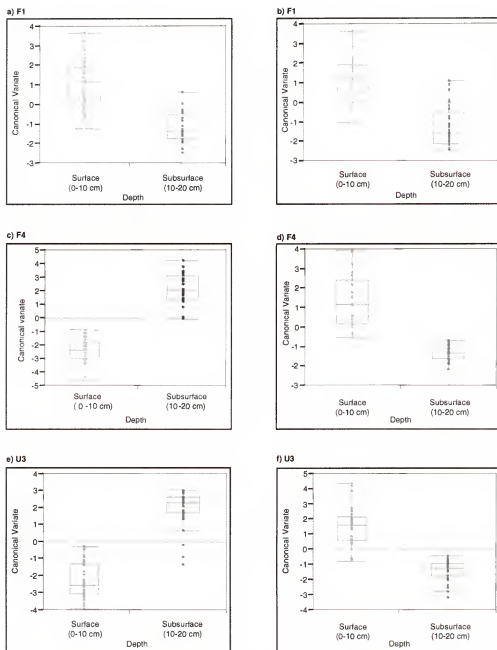 a) F1
Canonical Variate
4
3
2
1
0
-1
-2
-3
Surface
(0-10 cm)
Subsurface
(10-20 cm)
Depth
b) F1
Canonical Variate
4
3
2
1
0
-1
-2
-3
Surface
(0-10 cm)
Subsurface
(10-20 cm)
Depth
c) F4
Canonical variate
5
4
3
2
1
0
-1
-2
-3
-4
-5
Surface
( 0 -10 cm)
Subsurface
(10-20 cm)
Depth
d) F4
Canonical Variate
4
3
2
1
0
-1
-2
-3
Surface
(0-10 cm)
Subsurface
(10-20 cm)
Depth
e) U3
Canonical Variate
4
3
2
1
0
-1
-2
-3
-4
Surface
(0-10 cm)
Subsurface
(10-20 cm)
Depth
f) U3
Canonical Variate
5
4
3
2
1
0
-1
-2
-3
-4
Surface
(0-10 cm)
Subsurface
(10-20 cm)
Depth